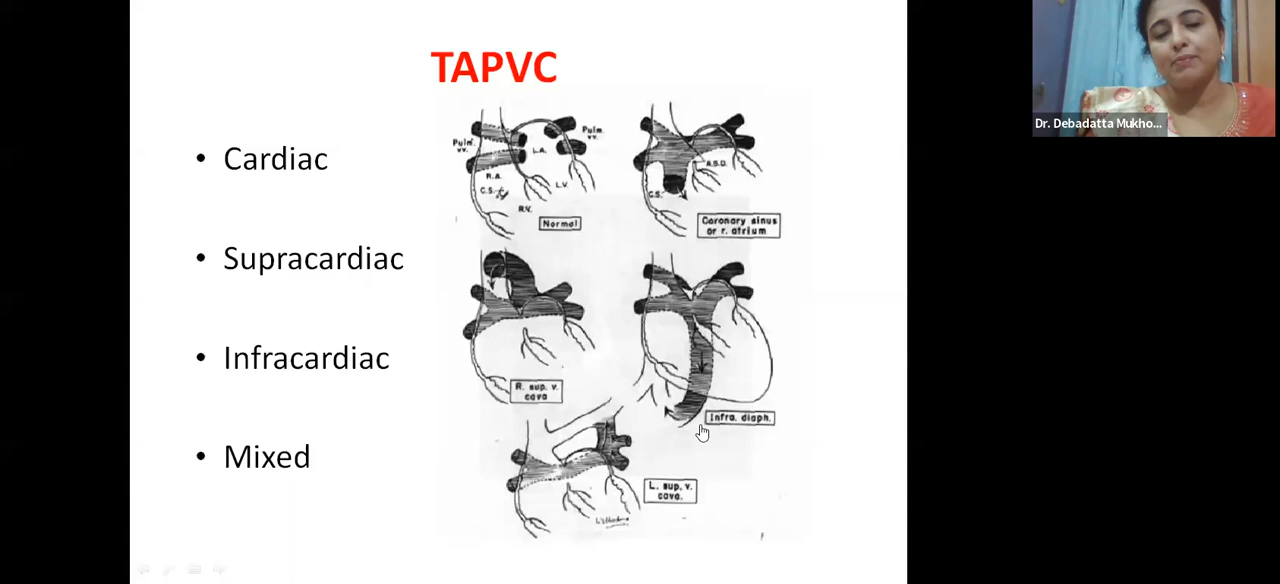 TAPVC
• Cardiac
• Supracardiac
• Infracardiac
• Mixed
Pulm. vv.
Pulm. vv.
L.A.
R.A.
C.S.
L.V.
R.V.
Normal
A.S.D.
C.S.
Coronary sinus
or r. atrium
R. sup. v.
cava
Infra. diaph.
L. sup. v.
cava.
Dr. Debadatta Mukho...